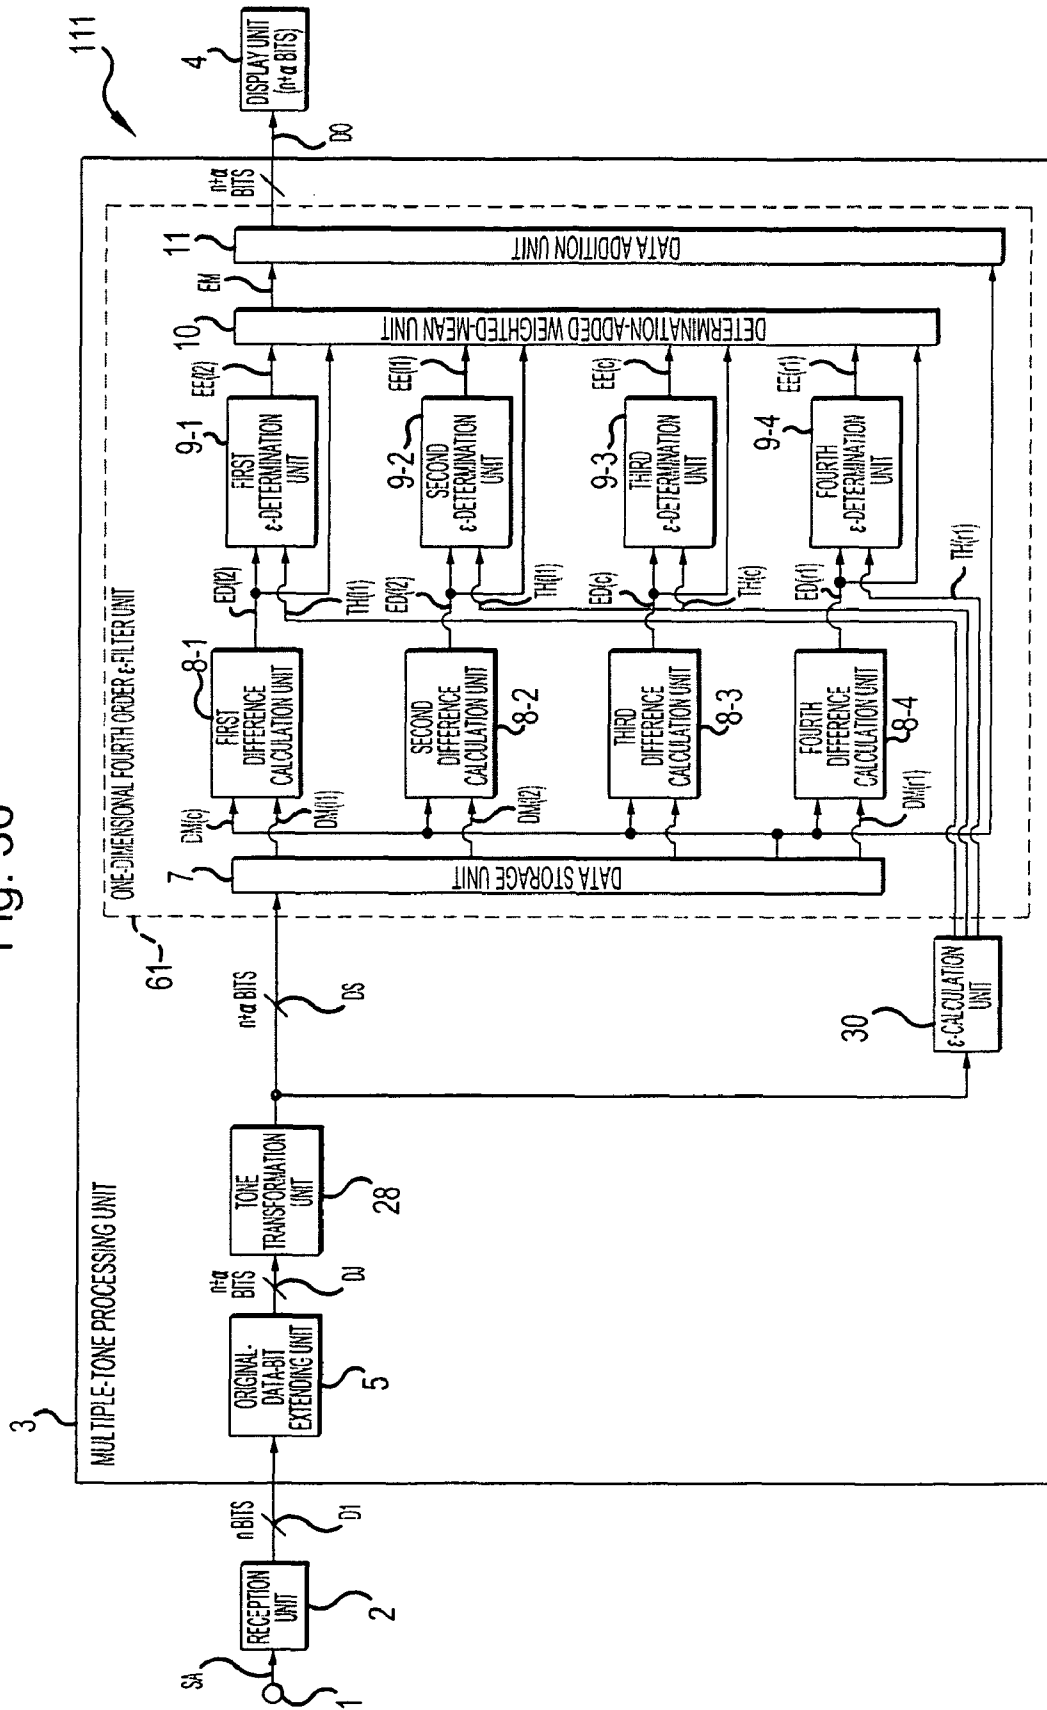 111
3
MULTIPLE-TONE PROCESSING UNIT
SA
1
RECEPTION
UNIT
2
n BITS
D1
ORIGINAL-
DATA-BIT
EXTENDING UNIT
5
n+α
BITS
DJ
TONE
TRANSFORMATION
UNIT
28
n+α BITS
DS
61
ONE-DIMENSIONAL FOURTH ORDER ε-FILTER UNIT
7
DATA STORAGE UNIT
30
ε-CALCULATION
UNIT
DM(c)
DM(l1)
DM(l2)
DM(r1)
8-1
FIRST
DIFFERENCE
CALCULATION UNIT
SECOND
DIFFERENCE
CALCULATION UNIT
8-2
THIRD
DIFFERENCE
CALCULATION UNIT
8-3
FOURTH
DIFFERENCE
CALCULATION UNIT
8-4
ED(l2)
TH(l1)
ED(l2)
TH(l1)
ED(c)
TH(c)
ED(r1)
TH(r1)
9-1
FIRST
ε-DETERMINATION
UNIT
9-2
SECOND
ε-DETERMINATION
UNIT
9-3
THIRD
ε-DETERMINATION
UNIT
9-4
FOURTH
ε-DETERMINATION
UNIT
EE(l2)
EE(l1)
EE(c)
EE(r1)
10
DETERMINATION-ADDED WEIGHTED-MEAN UNIT
EM
11
DATA ADDITION UNIT
n+α
BITS
DO
4
DISPLAY UNIT
(n+α BITS)